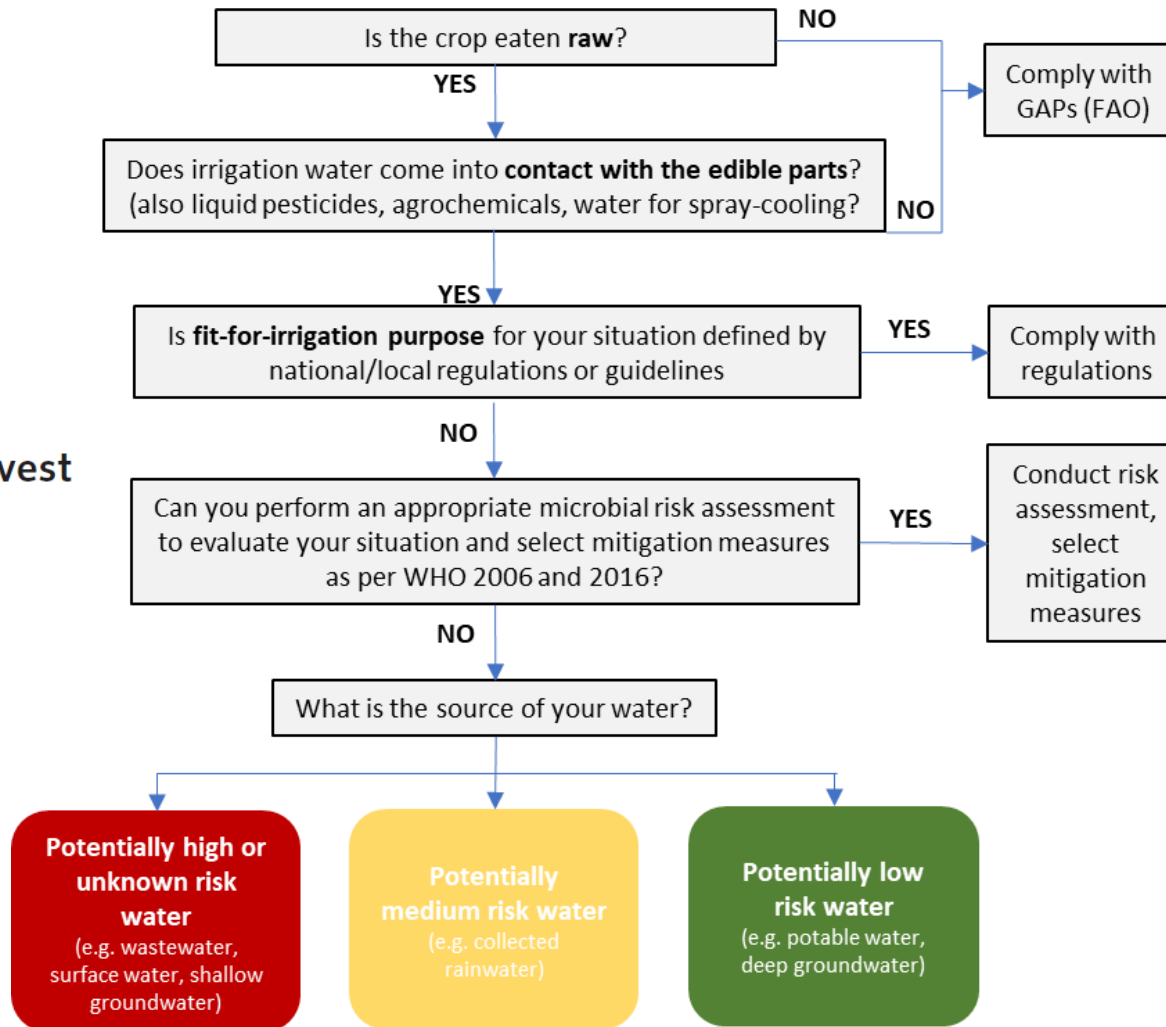 Is the crop eaten raw?
NO
YES
Comply with
GAPs (FAO)
Does irrigation water come into contact with the edible parts?
(also liquid pesticides, agrochemicals, water for spray-cooling?
NO
YES
Is fit-for-irrigation purpose for your situation defined by
national/local regulations or guidelines
YES
Comply with
regulations
NO
vest
Can you perform an appropriate microbial risk assessment
to evaluate your situation and select mitigation measures
as per WHO 2006 and 2016?
YES
Conduct risk
assessment,
select
mitigation
measures
NO
What is the source of your water?
Potentially high or
unknown risk
water
(e.g. wastewater,
surface water, shallow
groundwater)
Potentially
medium risk water
(e.g. collected
rainwater)
Potentially low
risk water
(e.g. potable water,
deep groundwater)